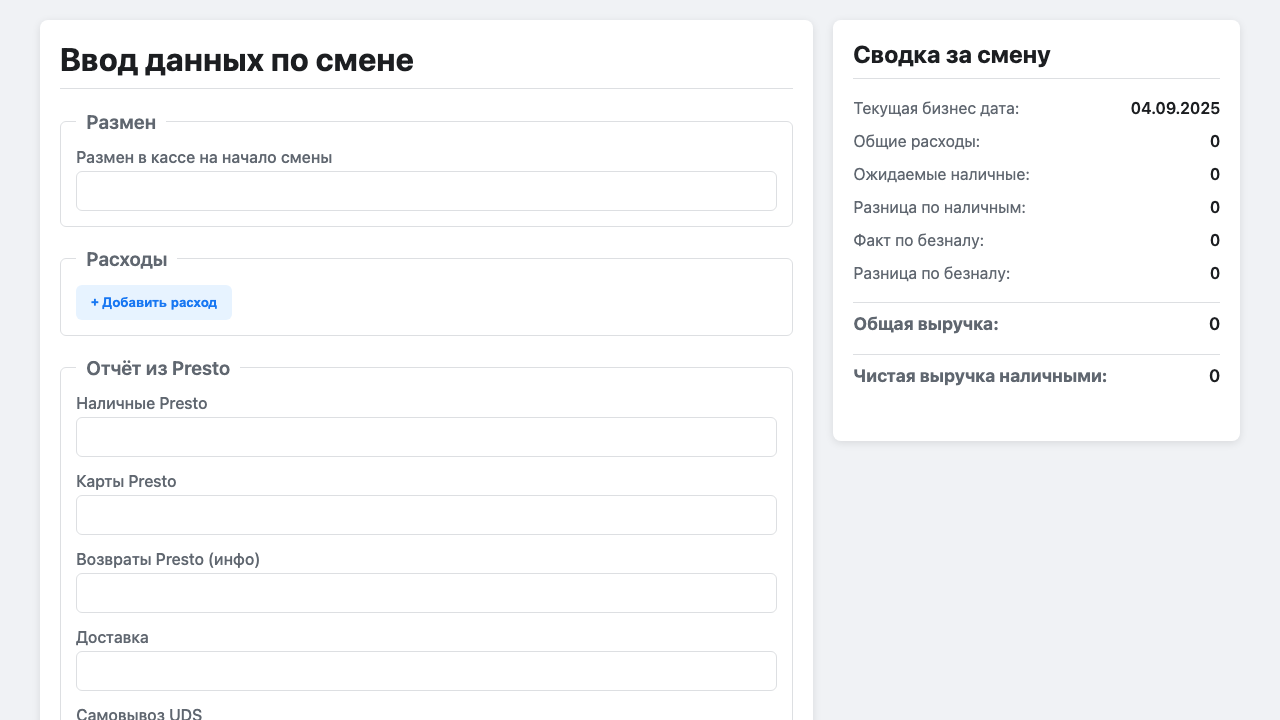 Ввод данных по смене
Размен
Размен в кассе на начало смены
Расходы
+ Добавить расход
Отчёт из Presto
Наличные Presto
Карты Presto
Возвраты Presto (инфо)
Доставка
Самовывоз UDS
Сводка за смену
Текущая бизнес дата: 04.09.2025
Общие расходы: 0
Ожидаемые наличные: 0
Разница по наличным: 0
Факт по безналу: 0
Разница по безналу: 0
Общая выручка: 0
Чистая выручка наличными: 0